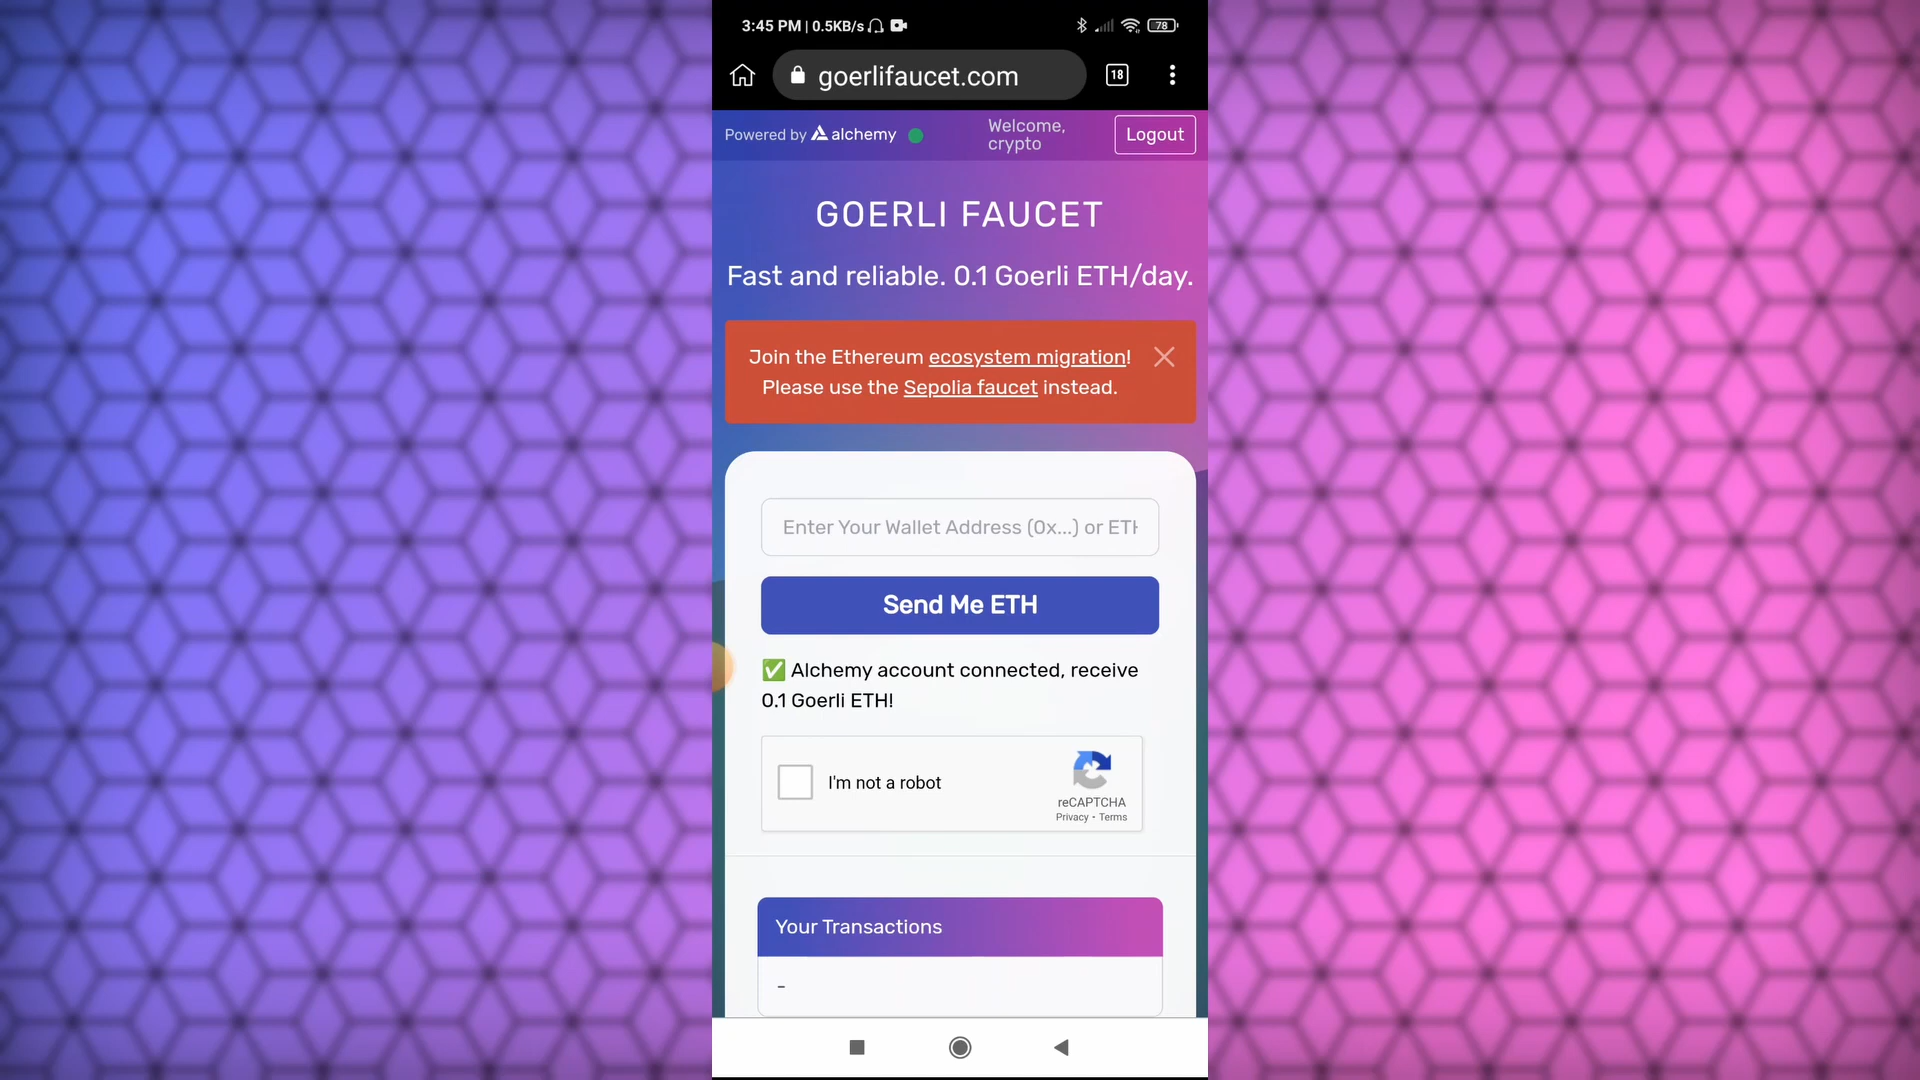 3:45 PM | 0.5KB/s 78
goerlifaucet.com 18
Powered by alchemy
Welcome,
crypto
Logout
GOERLI FAUCET
Fast and reliable. 0.1 Goerli ETH/day.
Join the Ethereum ecosystem migration!
Please use the Sepolia faucet instead.
Enter Your Wallet Address (0x...) or ETH
Send Me ETH
✅ Alchemy account connected, receive
0.1 Goerli ETH!
I'm not a robot
reCAPTCHA
Privacy - Terms
Your Transactions
-